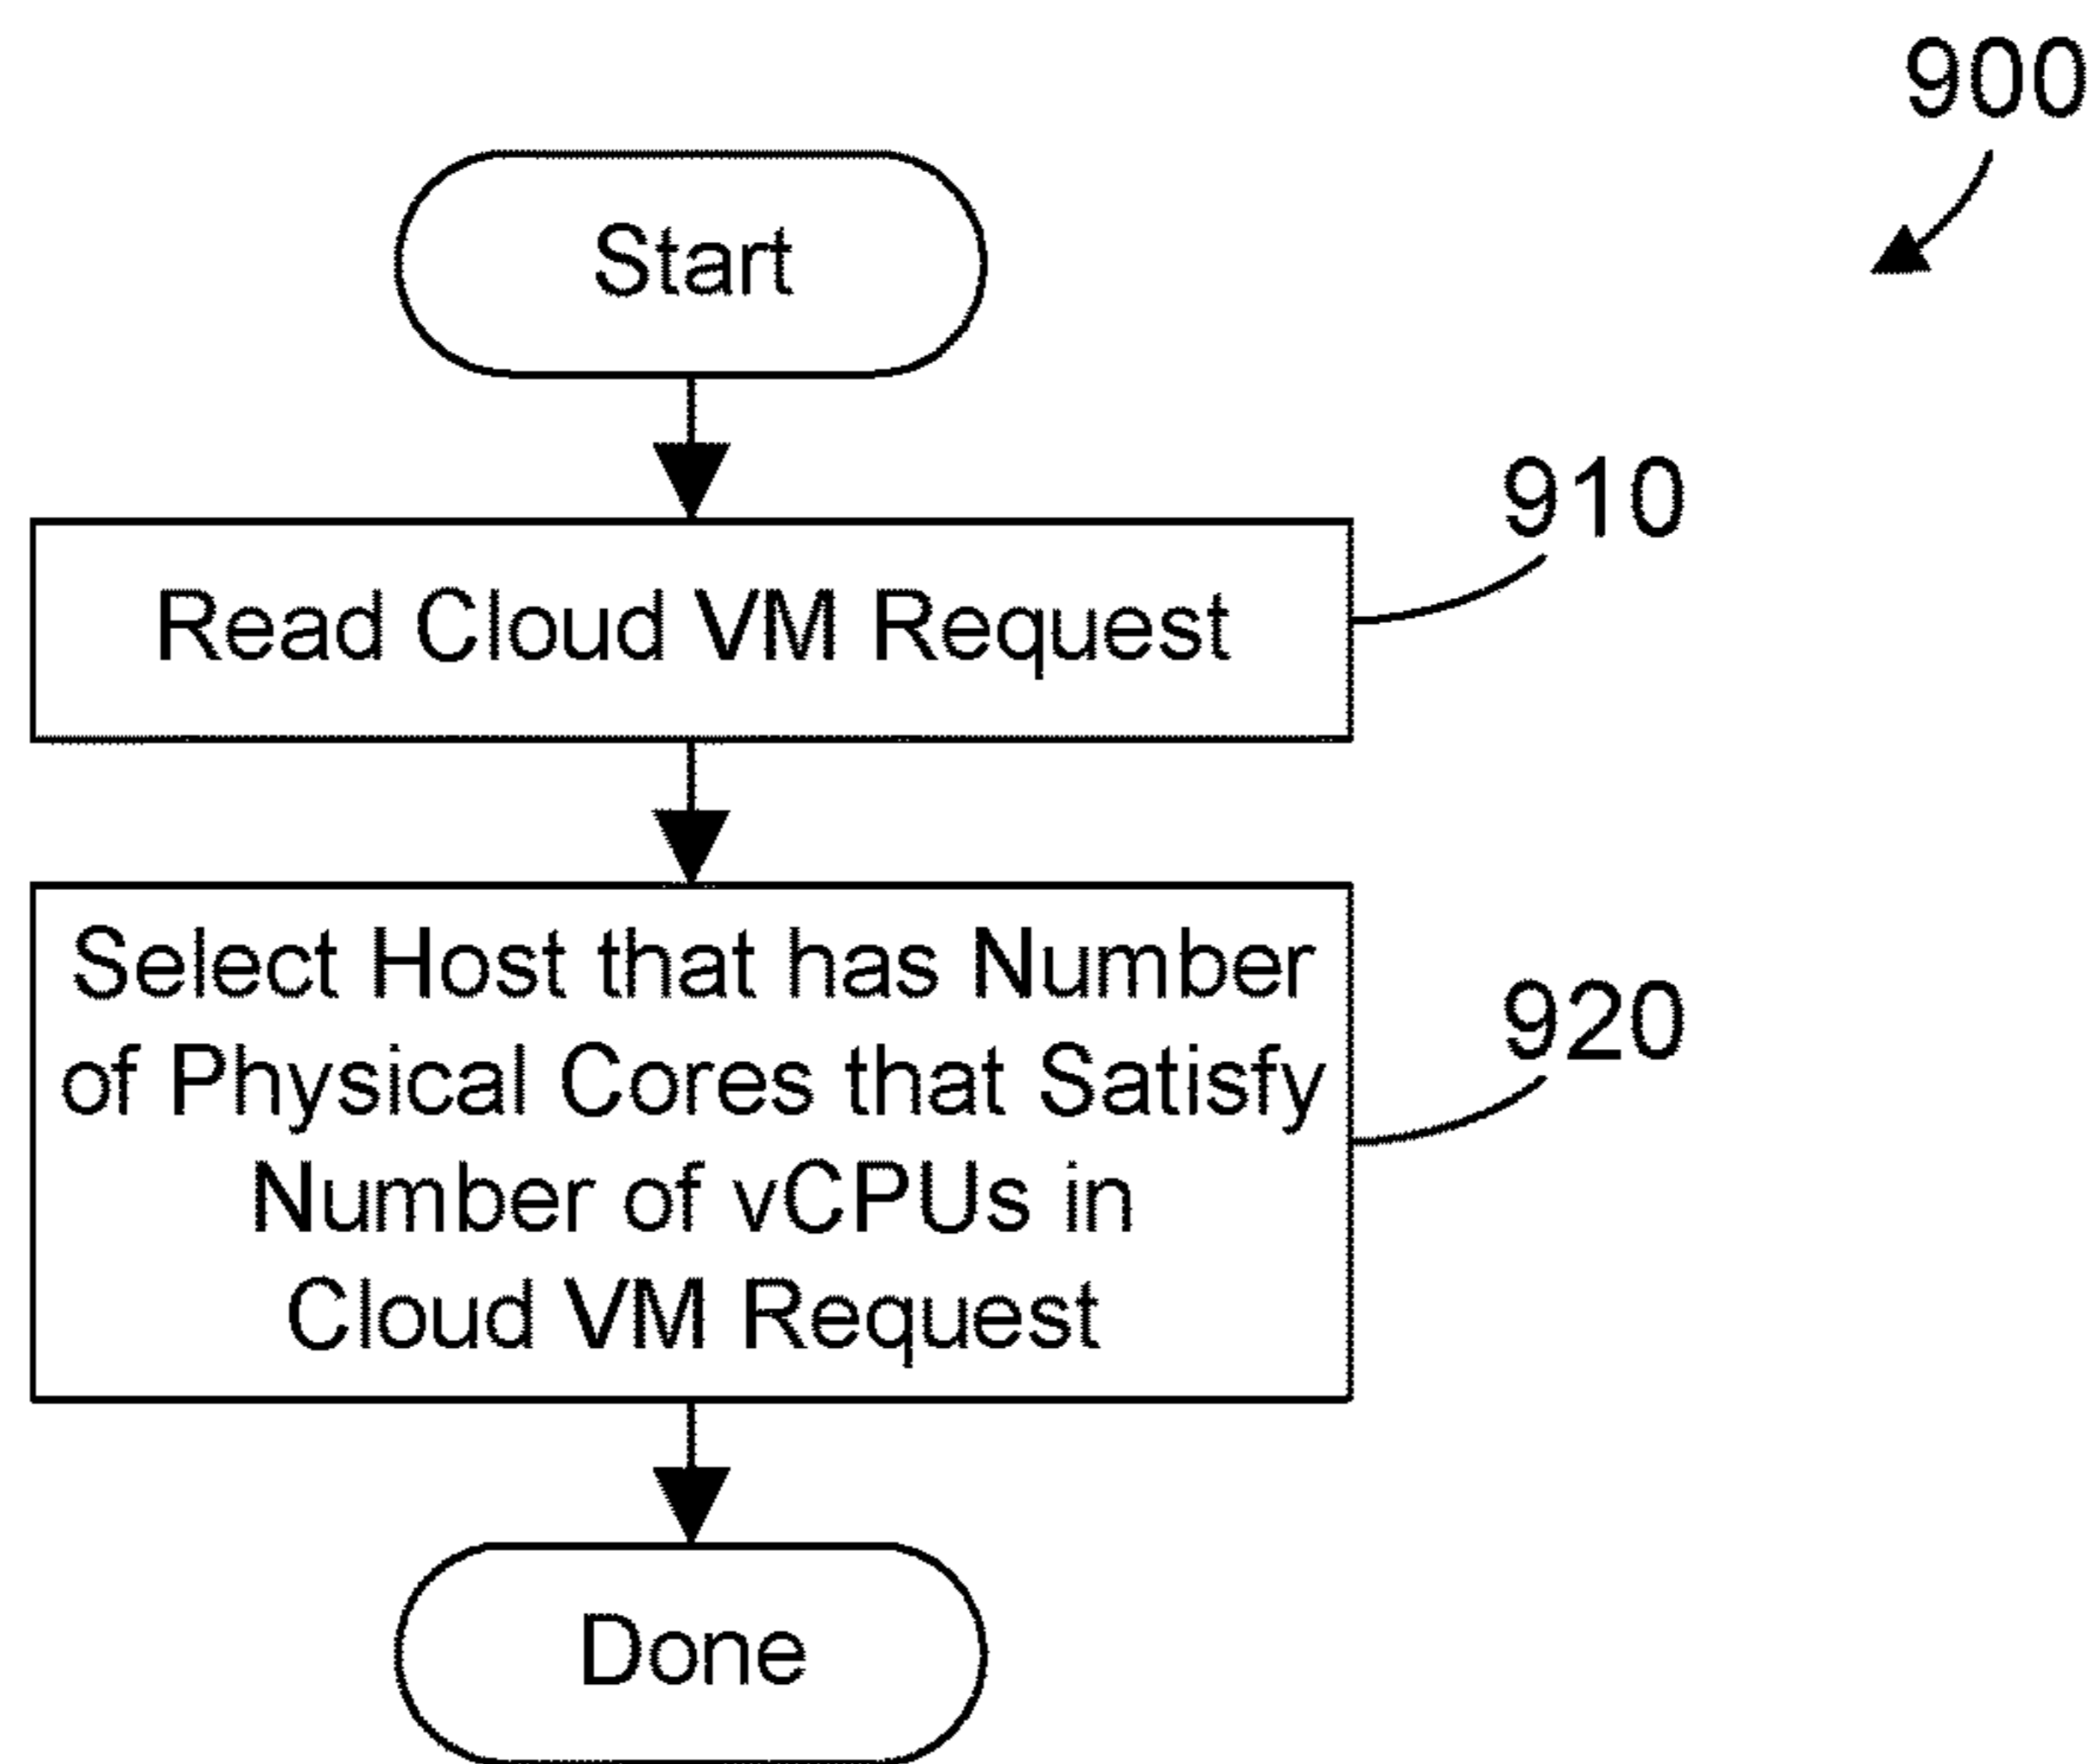 900
Start
910
Read Cloud VM Request
Select Host that has Number
of Physical Cores that Satisfy
Number of vCPUs in
Cloud VM Request
920
Done